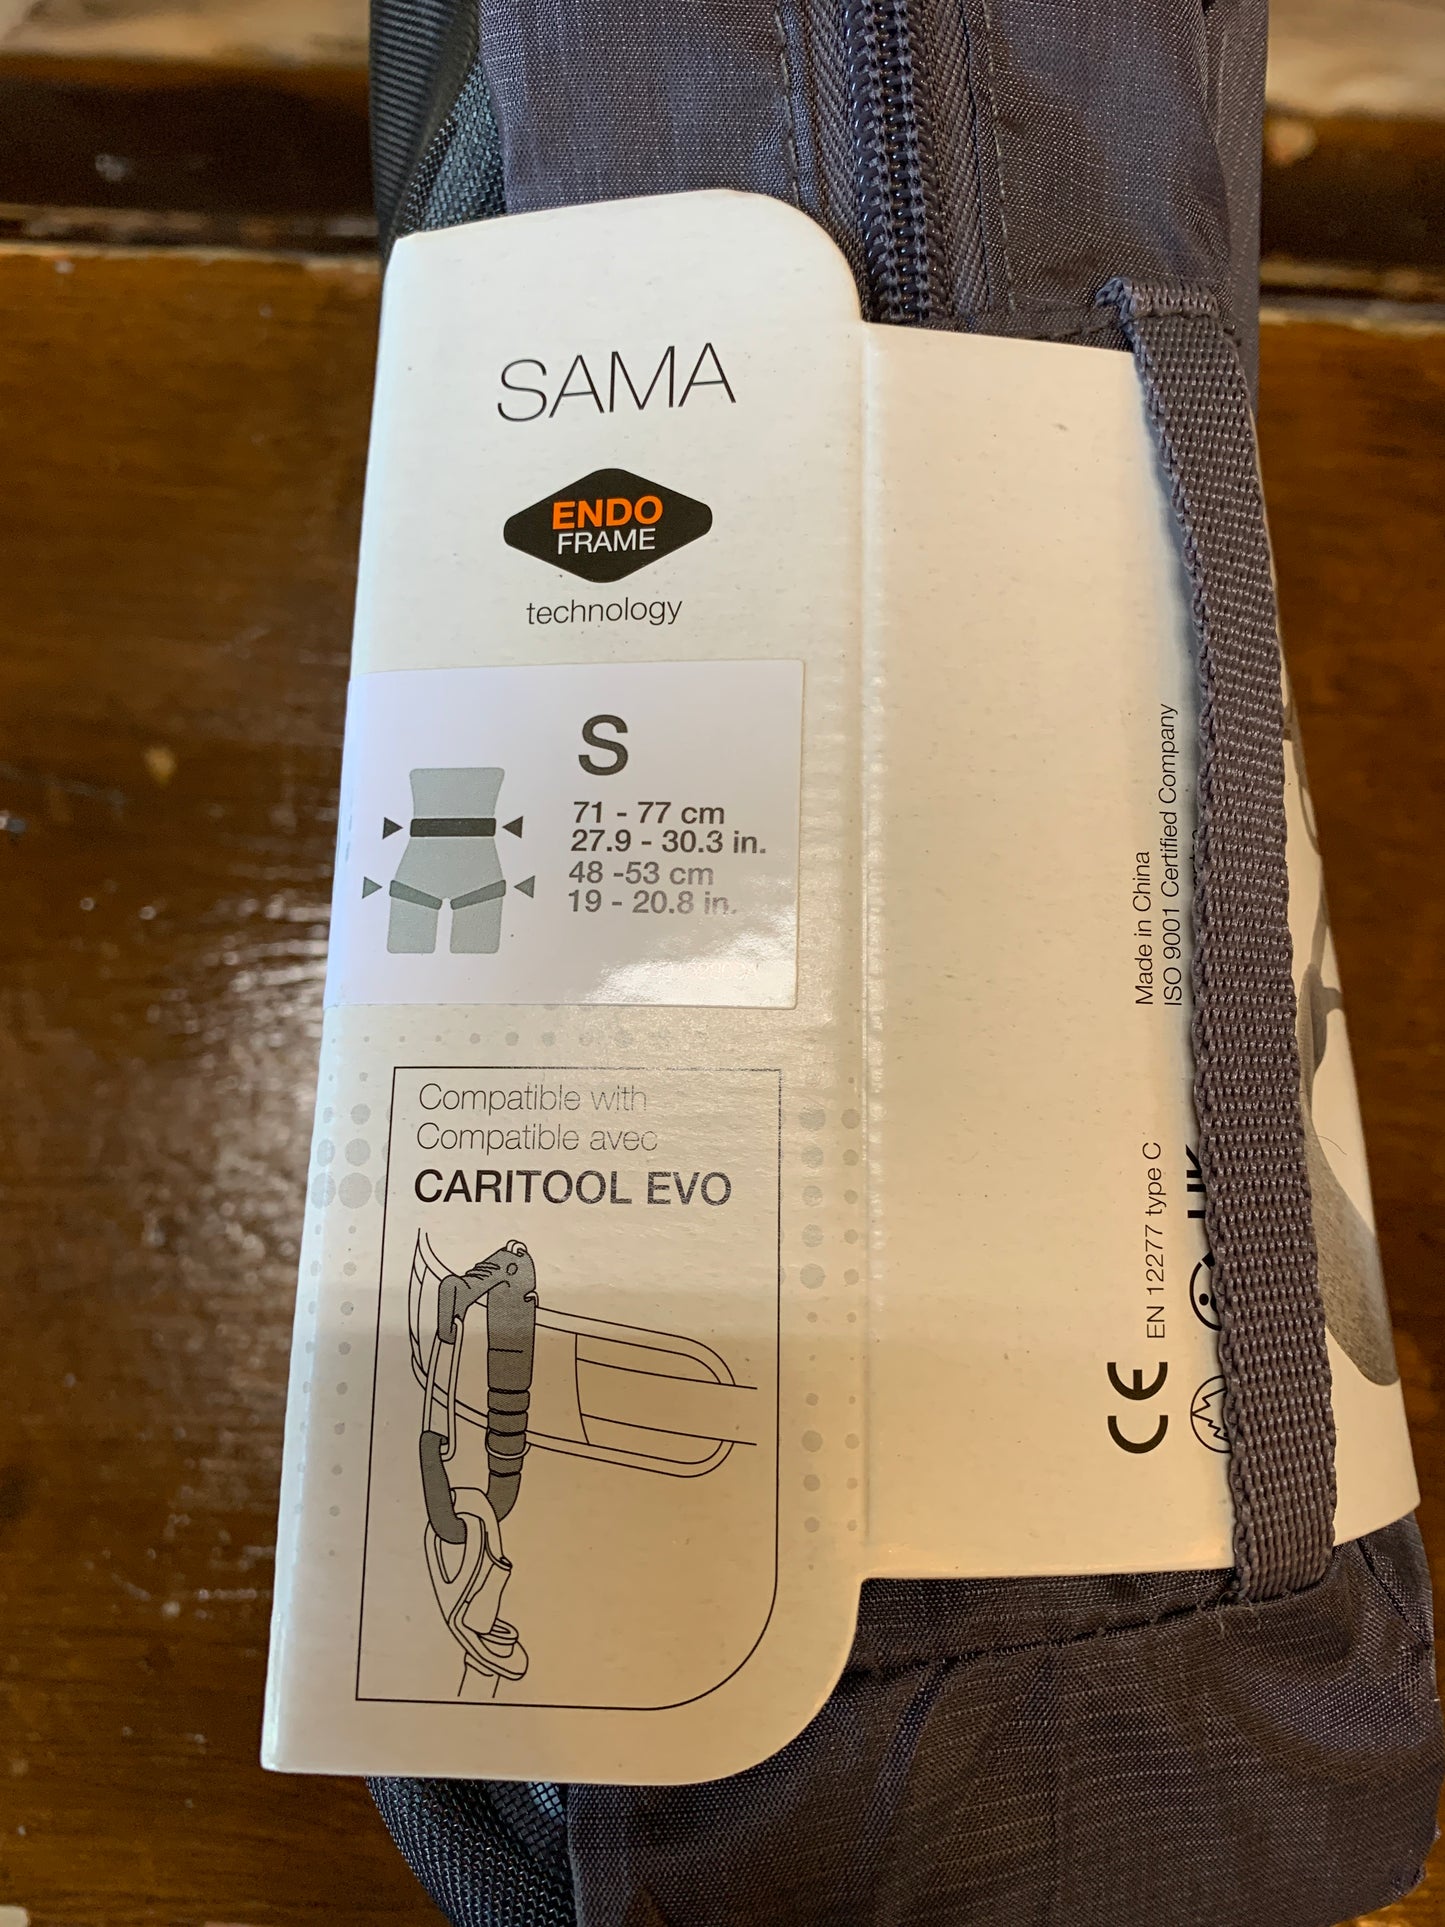 SAMA
ENDO
FRAME
technology
S
71 - 77 cm
27.9 - 30.3 in.
48 -53 cm
19 - 20.8 in.
Compatible with
Compatible avec
CARITOOL EVO
Made in China
ISO 9001 Certified Company
CE EN 12277 type C
UK